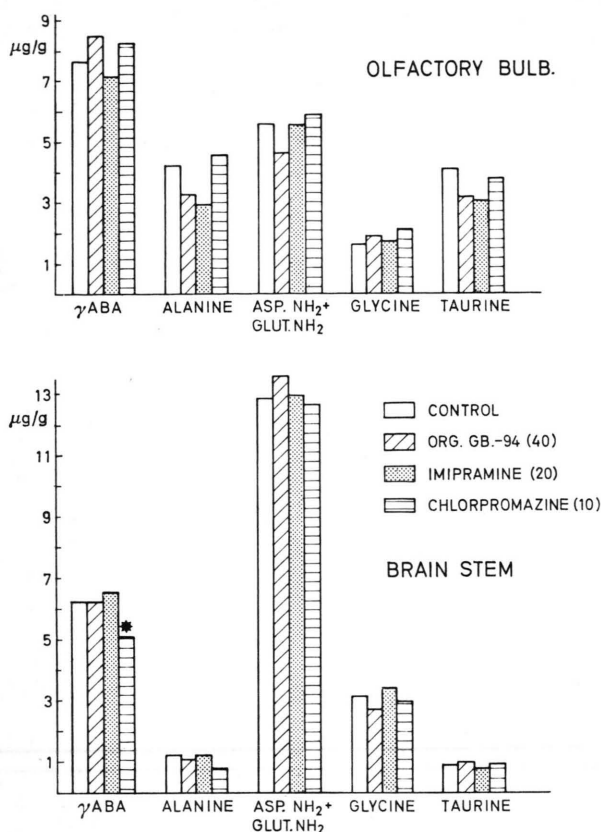 9
μg/g
7
5
3
1
OLFACTORY BULB.
γABA ALANINE ASP. NH₂+ GLYCINE TAURINE
GLUT. NH₂
13
μg/g
11
9
7
5
3
1
CONTROL
ORG. GB.-94 (40)
IMIPRAMINE (20)
CHLORPROMAZINE (10)
BRAIN STEM
✱
γABA ALANINE ASP. NH₂+ GLYCINE TAURINE
GLUT. NH₂